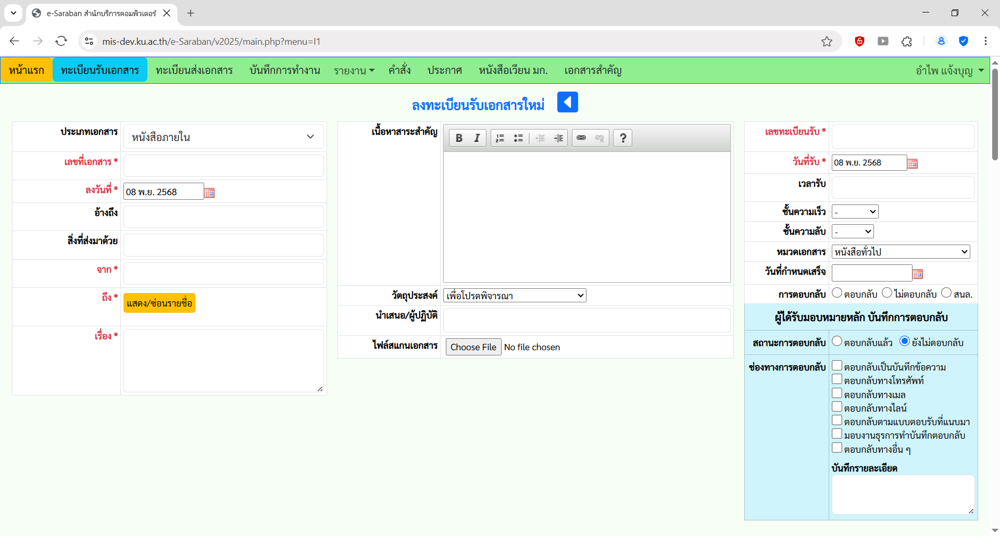 e-Saraban สำนักบริการคอมพิวเตอร์
mis-dev.ku.ac.th/e-Saraban/v2025/main.php?menu=I1
หน้าแรก ทะเบียนรับเอกสาร ทะเบียนส่งเอกสาร บันทึกการทำงาน รายงาน คำสั่ง ประกาศ หนังสือเวียน มก. เอกสารสำคัญ อำไพ แจ้งบุญ
ลงทะเบียนรับเอกสารใหม่
ประเภทเอกสาร หนังสือภายใน
เลขที่เอกสาร *
ลงวันที่ * 08 พ.ย. 2568
อ้างถึง
สิ่งที่ส่งมาด้วย
จาก *
ถึง * แสดง/ซ่อนรายชื่อ
เรื่อง *
เนื้อหาสาระสำคัญ B I ?
วัตถุประสงค์ เพื่อโปรดพิจารณา
นำเสนอ/ผู้ปฏิบัติ
ไฟล์สแกนเอกสาร Choose File No file chosen
เลขทะเบียนรับ *
วันที่รับ * 08 พ.ย. 2568
เวลารับ
ชั้นความเร็ว -
ชั้นความลับ -
หมวดเอกสาร หนังสือทั่วไป
วันที่กำหนดเสร็จ
การตอบกลับ ตอบกลับ ไม่ตอบกลับ สนล.
ผู้ได้รับมอบหมายหลัก บันทึกการตอบกลับ
สถานะการตอบกลับ ตอบกลับแล้ว ยังไม่ตอบกลับ
ช่องทางการตอบกลับ ตอบกลับเป็นบันทึกข้อความ
ตอบกลับทางโทรศัพท์
ตอบกลับทางเมล
ตอบกลับทางไลน์
ตอบกลับตามแบบตอบรับที่แนบมา
มอบงานธุรการทำบันทึกตอบกลับ
ตอบกลับทางอื่น ๆ
บันทึกรายละเอียด